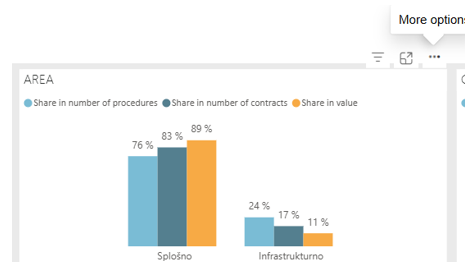 More options
AREA
Share in number of procedures Share in number of contracts Share in value
76 % 83 % 89 %
24 % 17 % 11 %
Splošno Infrastrukturno